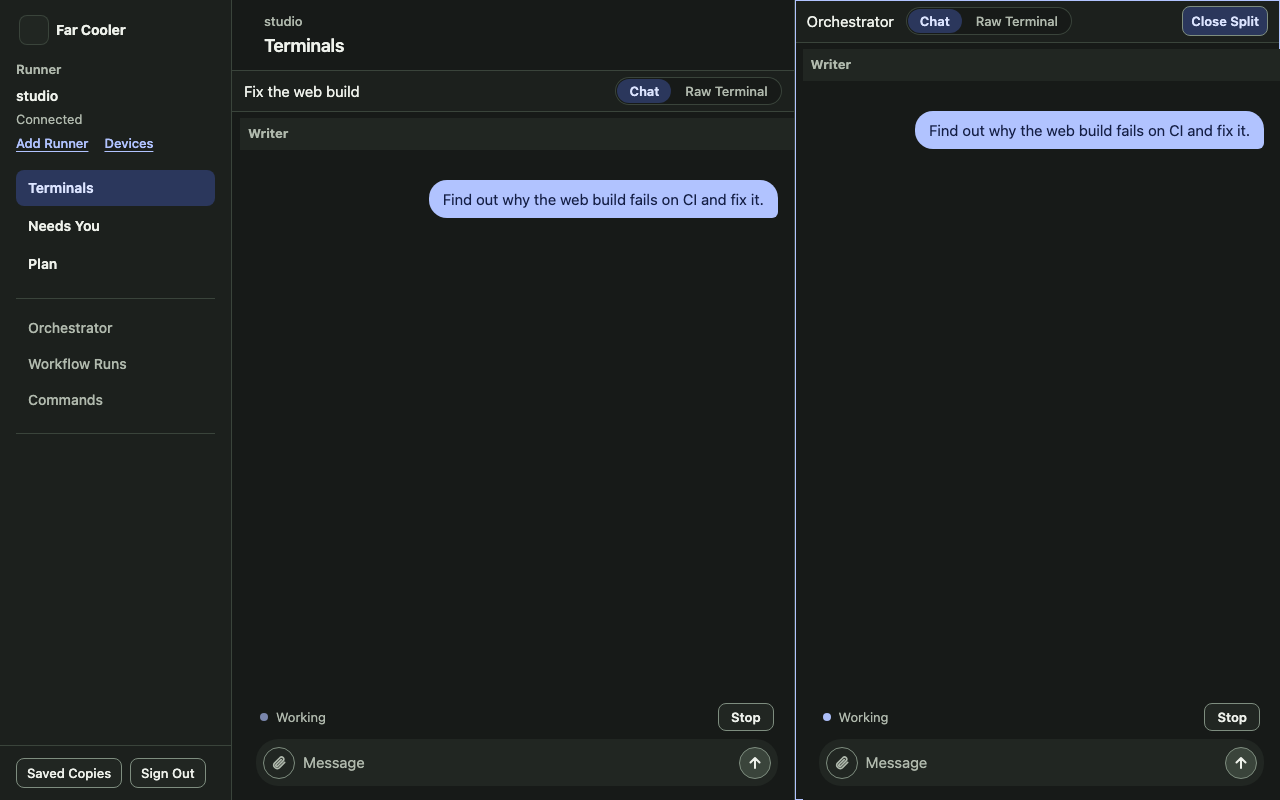 Far Cooler
Runner
studio
Connected
Add Runner Devices
Terminals
Needs You
Plan
Orchestrator
Workflow Runs
Commands
Saved Copies Sign Out
studio
Terminals
Fix the web build Chat Raw Terminal
Writer
Find out why the web build fails on CI and fix it.
Working Stop
Message
Orchestrator Chat Raw Terminal Close Split
Writer
Find out why the web build fails on CI and fix it.
Working Stop
Message